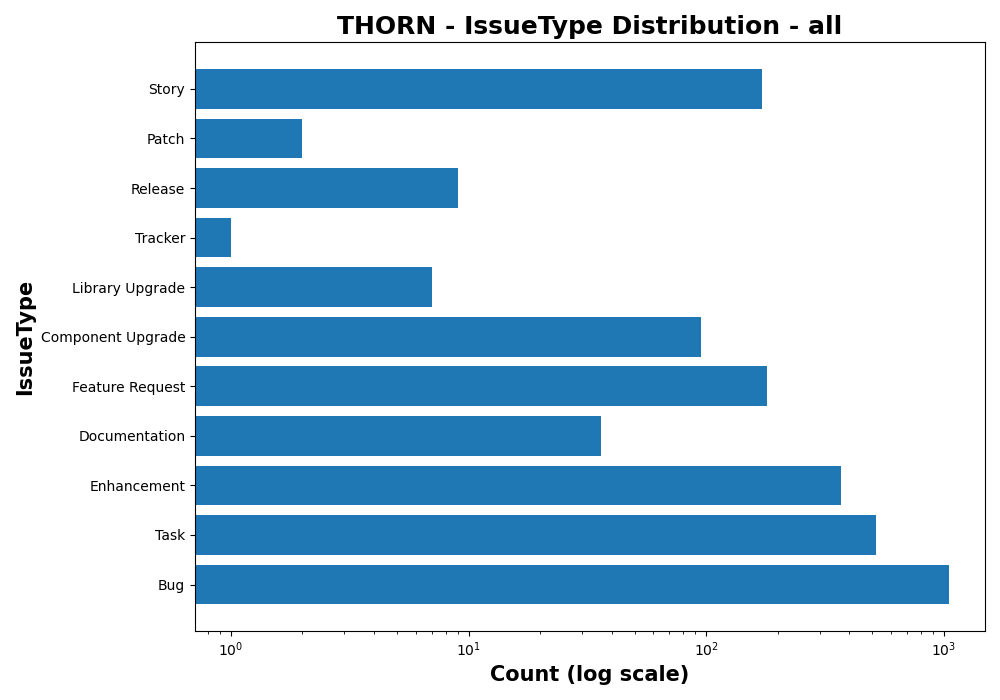 THORN - IssueType Distribution - all
IssueType
Story
Patch
Release
Tracker
Library Upgrade
Component Upgrade
Feature Request
Documentation
Enhancement
Task
Bug
10⁰ 10¹ 10² 10³
Count (log scale)